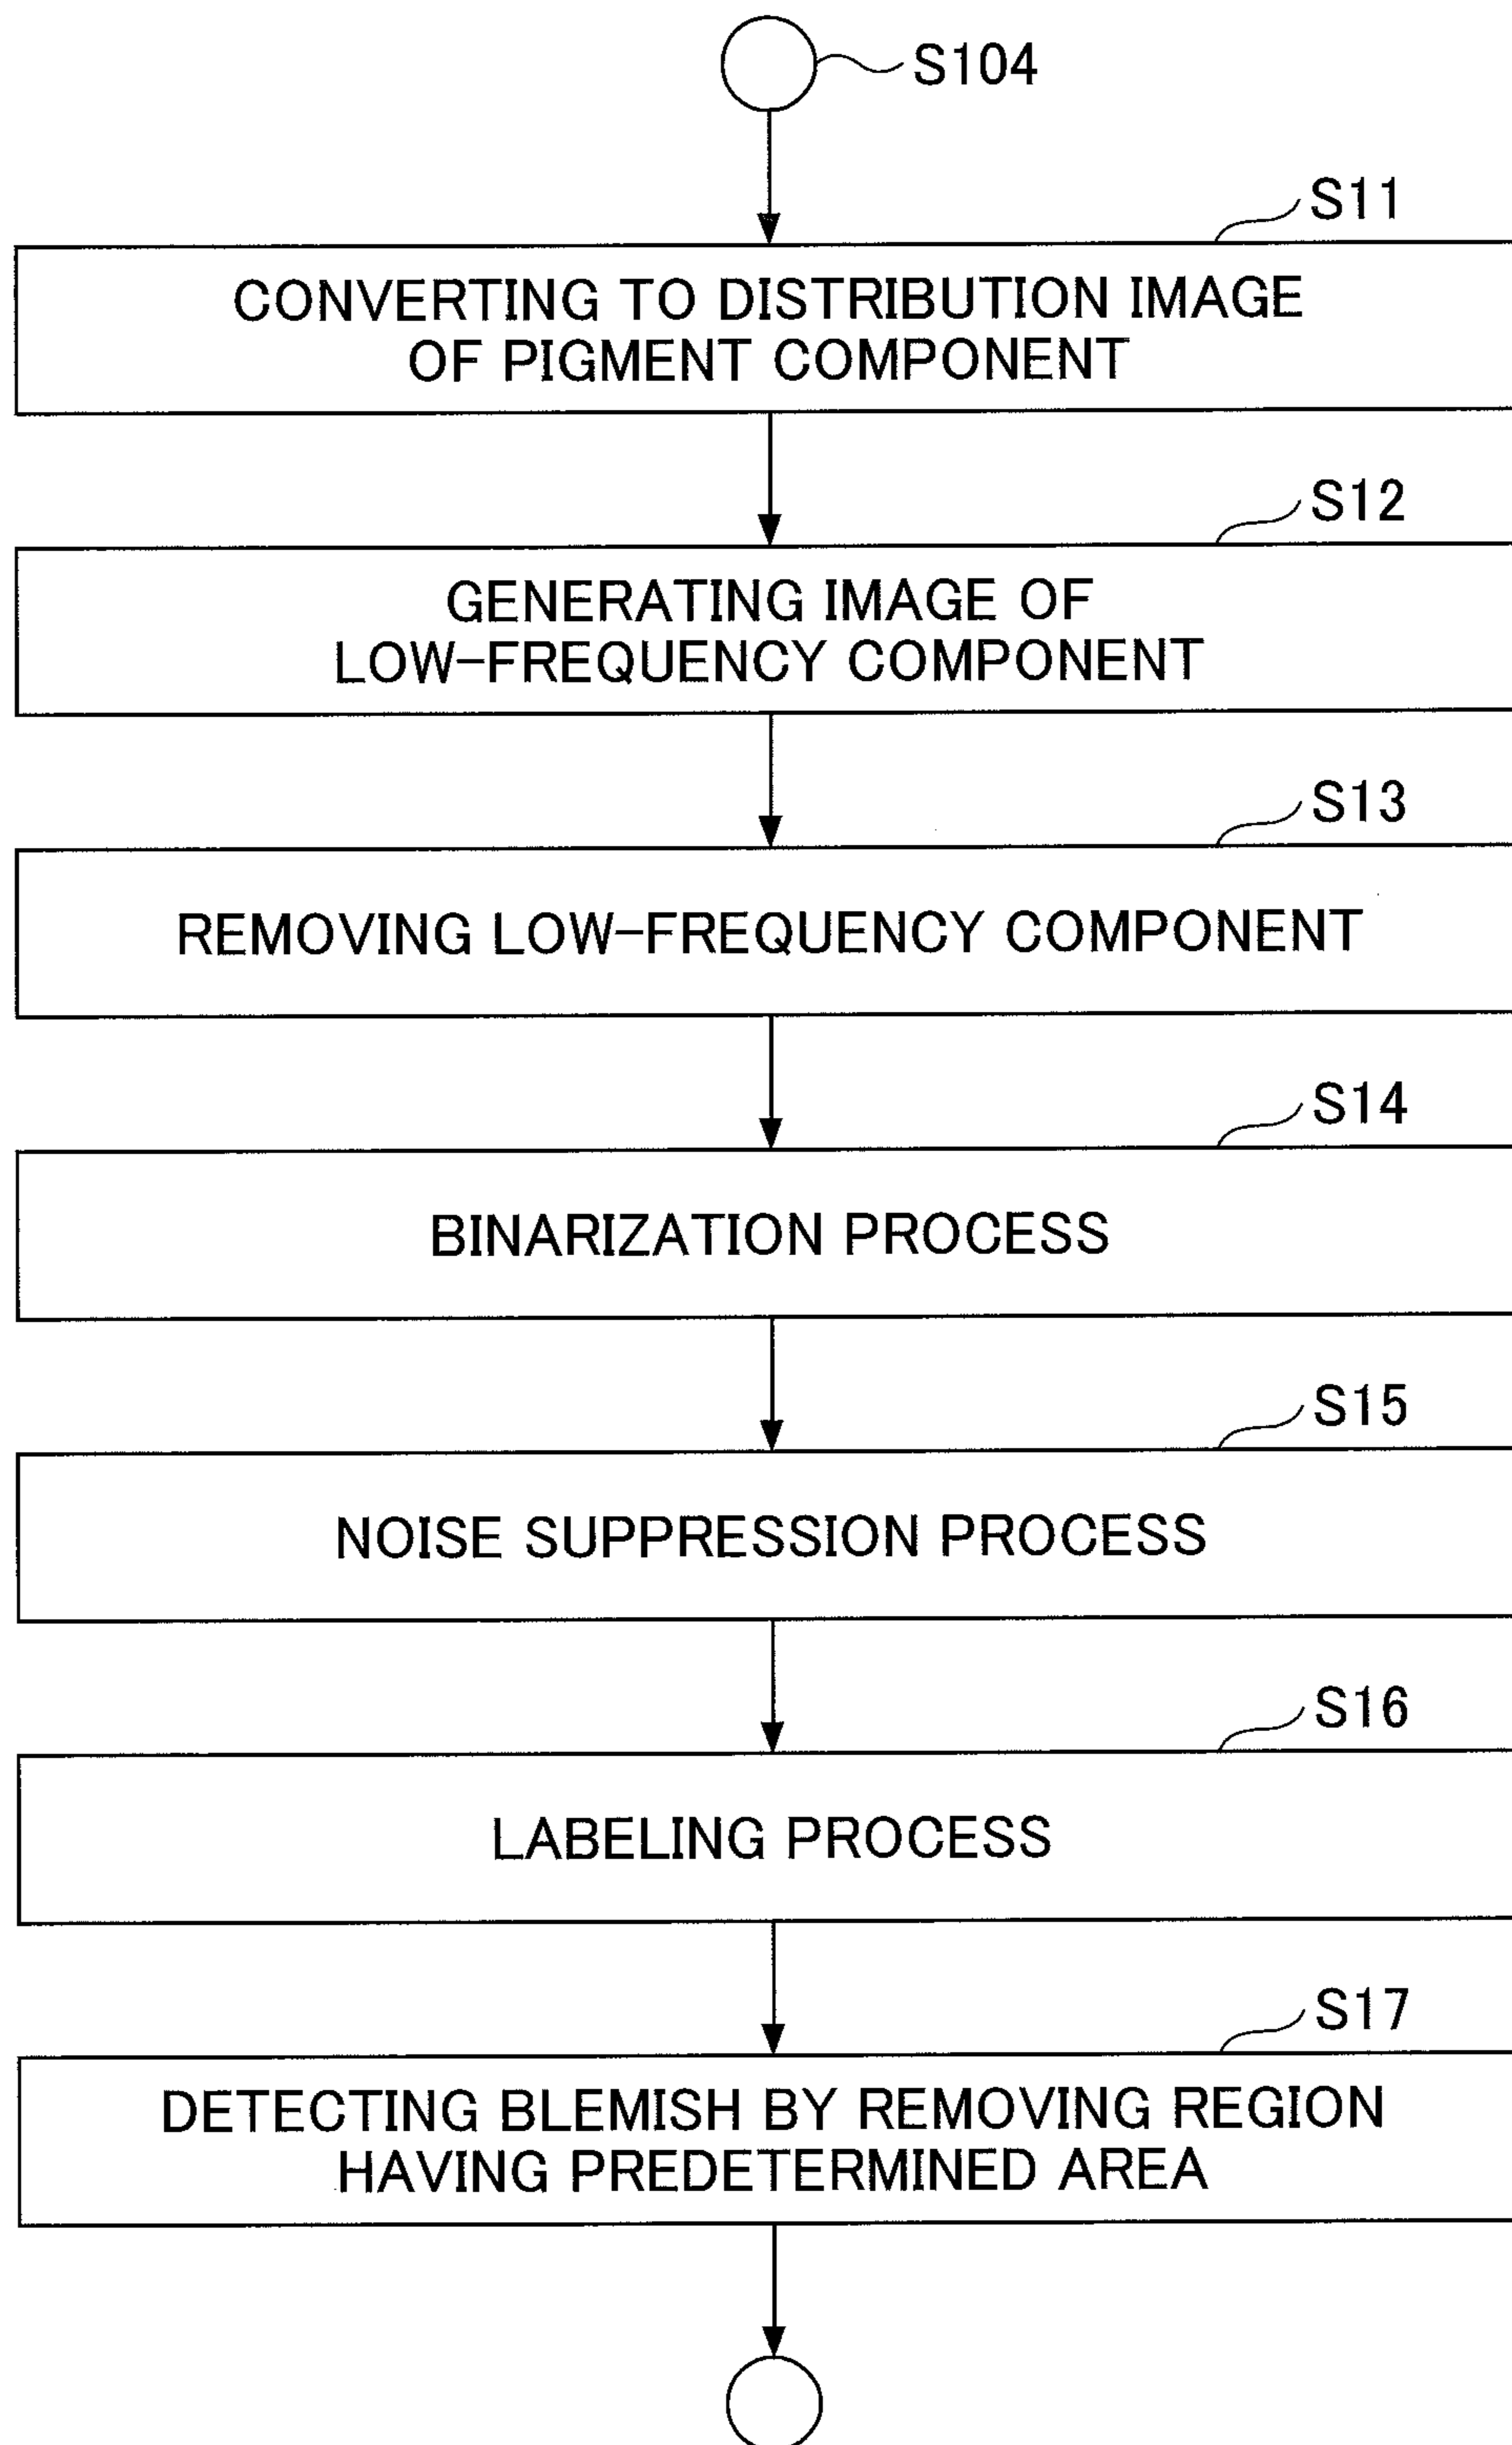 S104
S11
CONVERTING TO DISTRIBUTION IMAGE
OF PIGMENT COMPONENT
S12
GENERATING IMAGE OF
LOW-FREQUENCY COMPONENT
S13
REMOVING LOW-FREQUENCY COMPONENT
S14
BINARIZATION PROCESS
S15
NOISE SUPPRESSION PROCESS
S16
LABELING PROCESS
S17
DETECTING BLEMISH BY REMOVING REGION
HAVING PREDETERMINED AREA